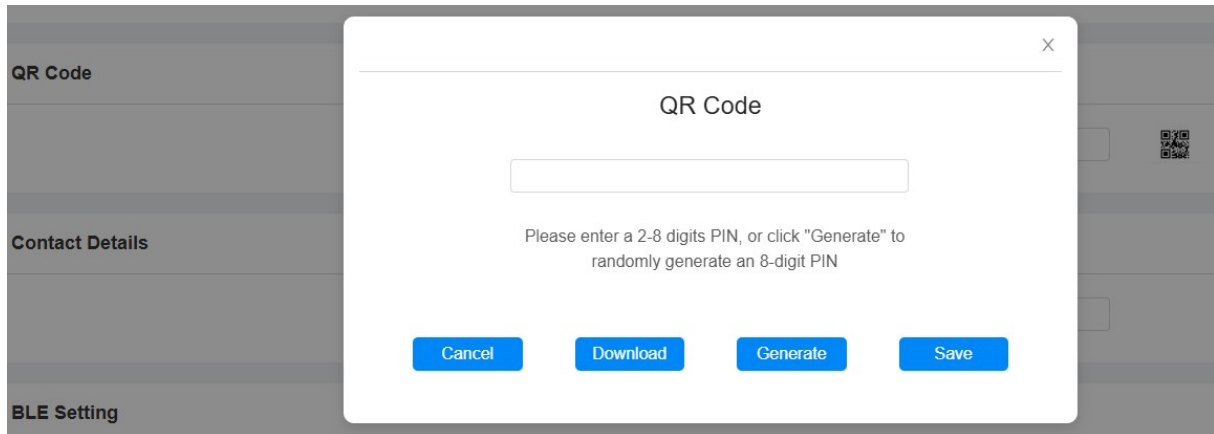 QR Code
QR Code
Please enter a 2-8 digits PIN, or click "Generate" to
randomly generate an 8-digit PIN
Contact Details
Cancel
Download
Generate
Save
BLE Setting